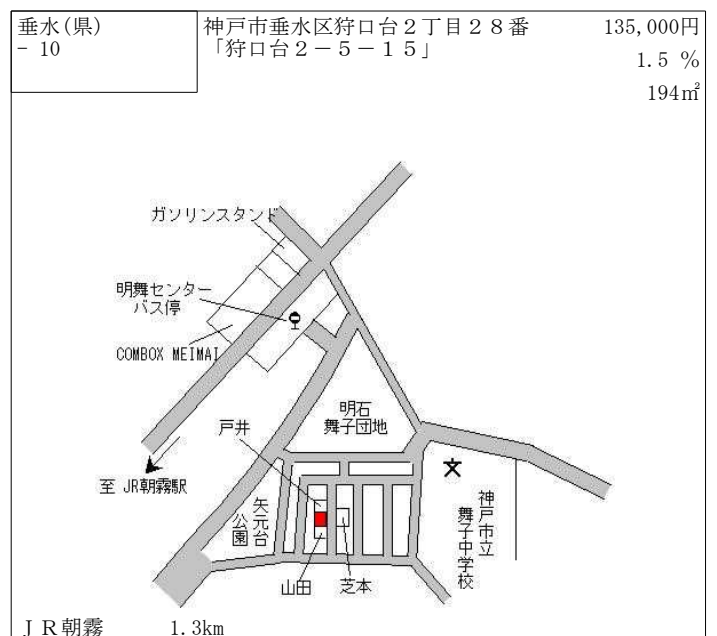 垂水(県)
- 10
神戸市垂水区狩口台２丁目２８番
「狩口台２－５－１５」
135,000円
1.5 %
194㎡
ガソリンスタンド
明舞センター
バス停
COMBOX MEIMAI
明石
舞子団地
戸井
至 JR朝霧駅
矢元台
公園
神戸市立
舞子中学校
山田
芝本
ＪＲ朝霧 1.3km